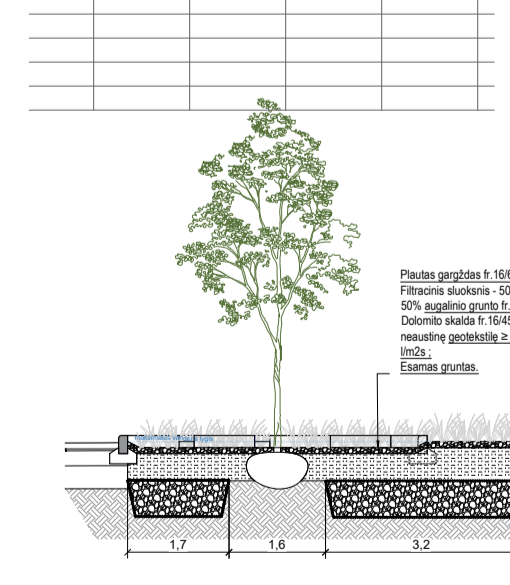 Plautas gargždas fr.16/
Filtracinis sluoksnis - 50
50% augalinio grunto fr.
Dolomito skalda fr.16/45
neaustinę geotekstilę ≥
l/m2s ;
Esamas gruntas.
1,7
1,6
3,2